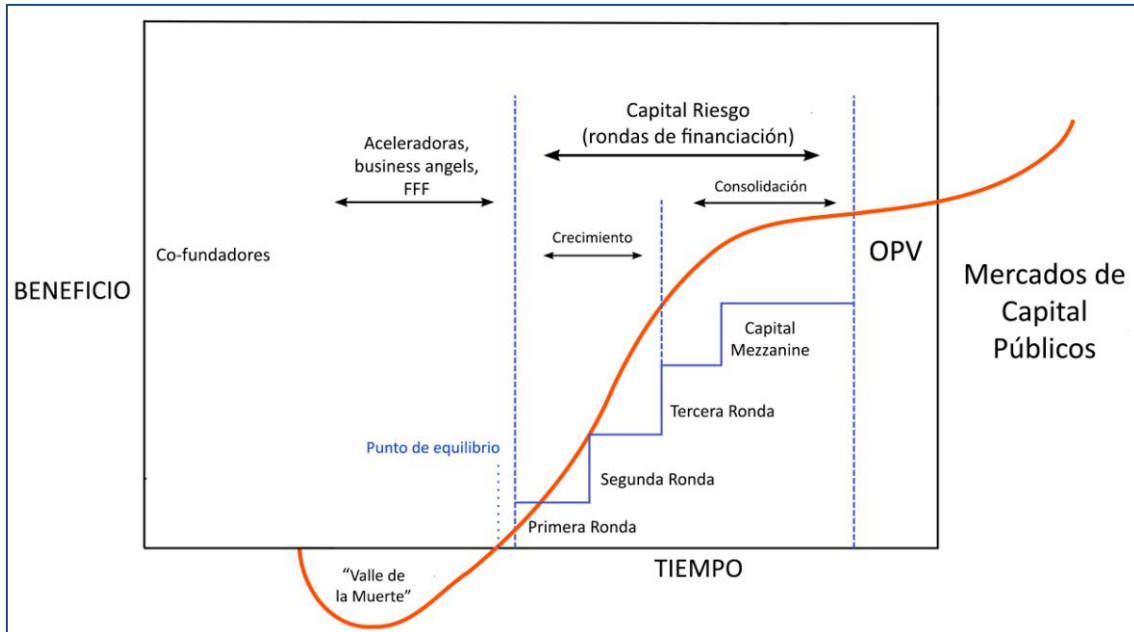 Capital Riesgo
(rondas de financiación)
Aceleradoras,
business angels,
FFF
Consolidación
Crecimiento
Co-fundadores
OPV
BENEFICIO
Mercados de
Capital
Públicos
Capital
Mezzanine
Tercera Ronda
Punto de equilibrio
Segunda Ronda
Primera Ronda
TIEMPO
“Valle de
la Muerte”